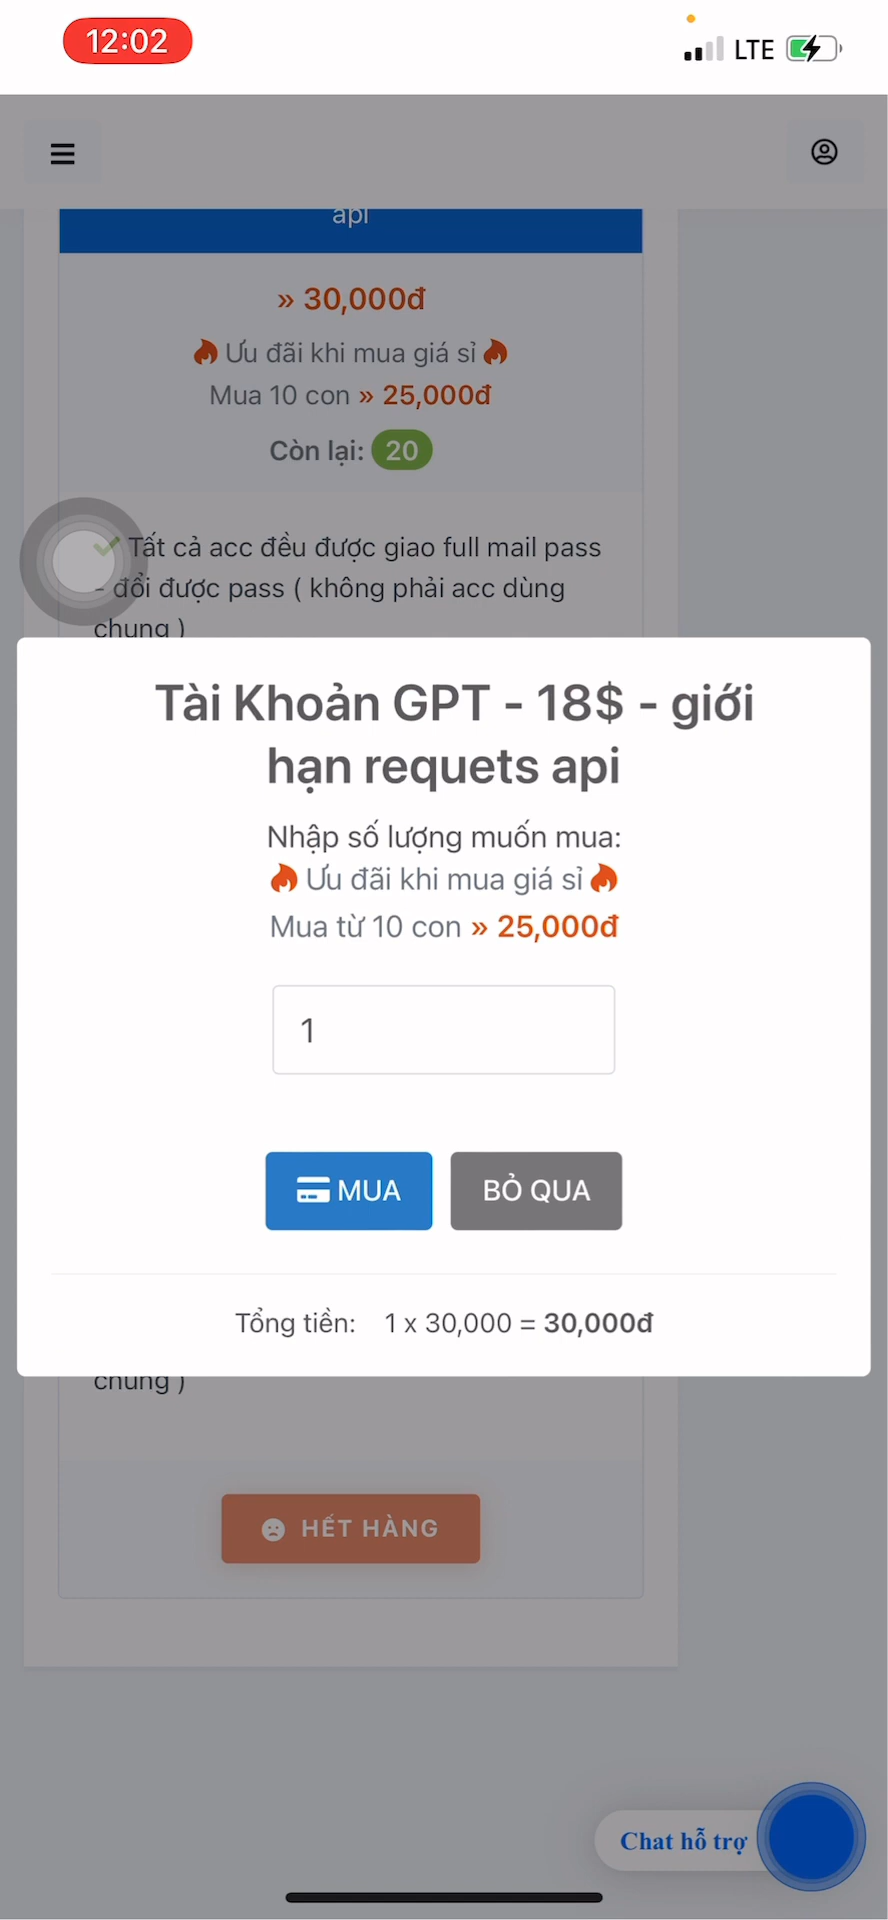 12:02
LTE
api
» 30,000đ
🔥 Ưu đãi khi mua giá sỉ 🔥
Mua 10 con » 25,000đ
Còn lại: 20
Tất cả acc đều được giao full mail pass
- đổi được pass ( không phải acc dùng
chung )
Tài Khoản GPT - 18$ - giới
hạn requets api
Nhập số lượng muốn mua:
🔥 Ưu đãi khi mua giá sỉ 🔥
Mua từ 10 con » 25,000đ
1
MUA
BỎ QUA
Tổng tiền: 1 x 30,000 = 30,000đ
chung )
HẾT HÀNG
Chat hỗ trợ